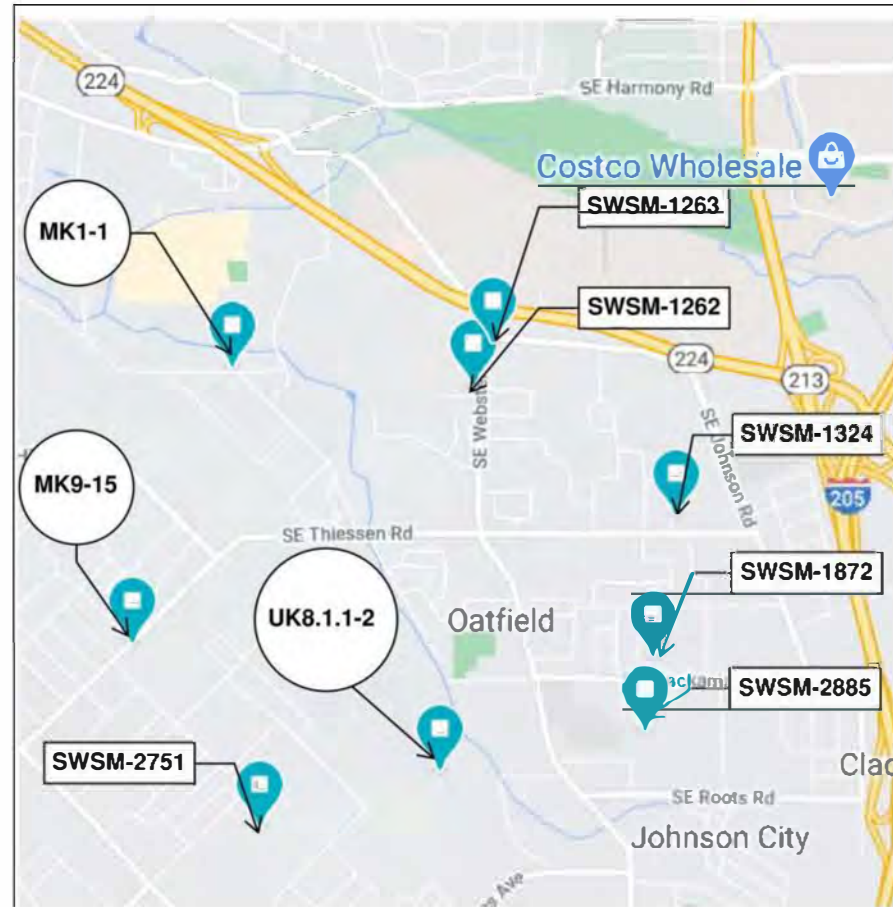 224
SE Harmony Rd
Costco Wholesale
SWSM-1263
MK1-1
SWSM-1262
224
213
SE Webst
SE Johnson Rd
SWSM-1324
MK9-15
205
SE Thiessen Rd
SWSM-1872
UK8.1.1-2
Oatfield
SWSM-2885
SWSM-2751
Clac
SE Roots Rd
Johnson City
Ave